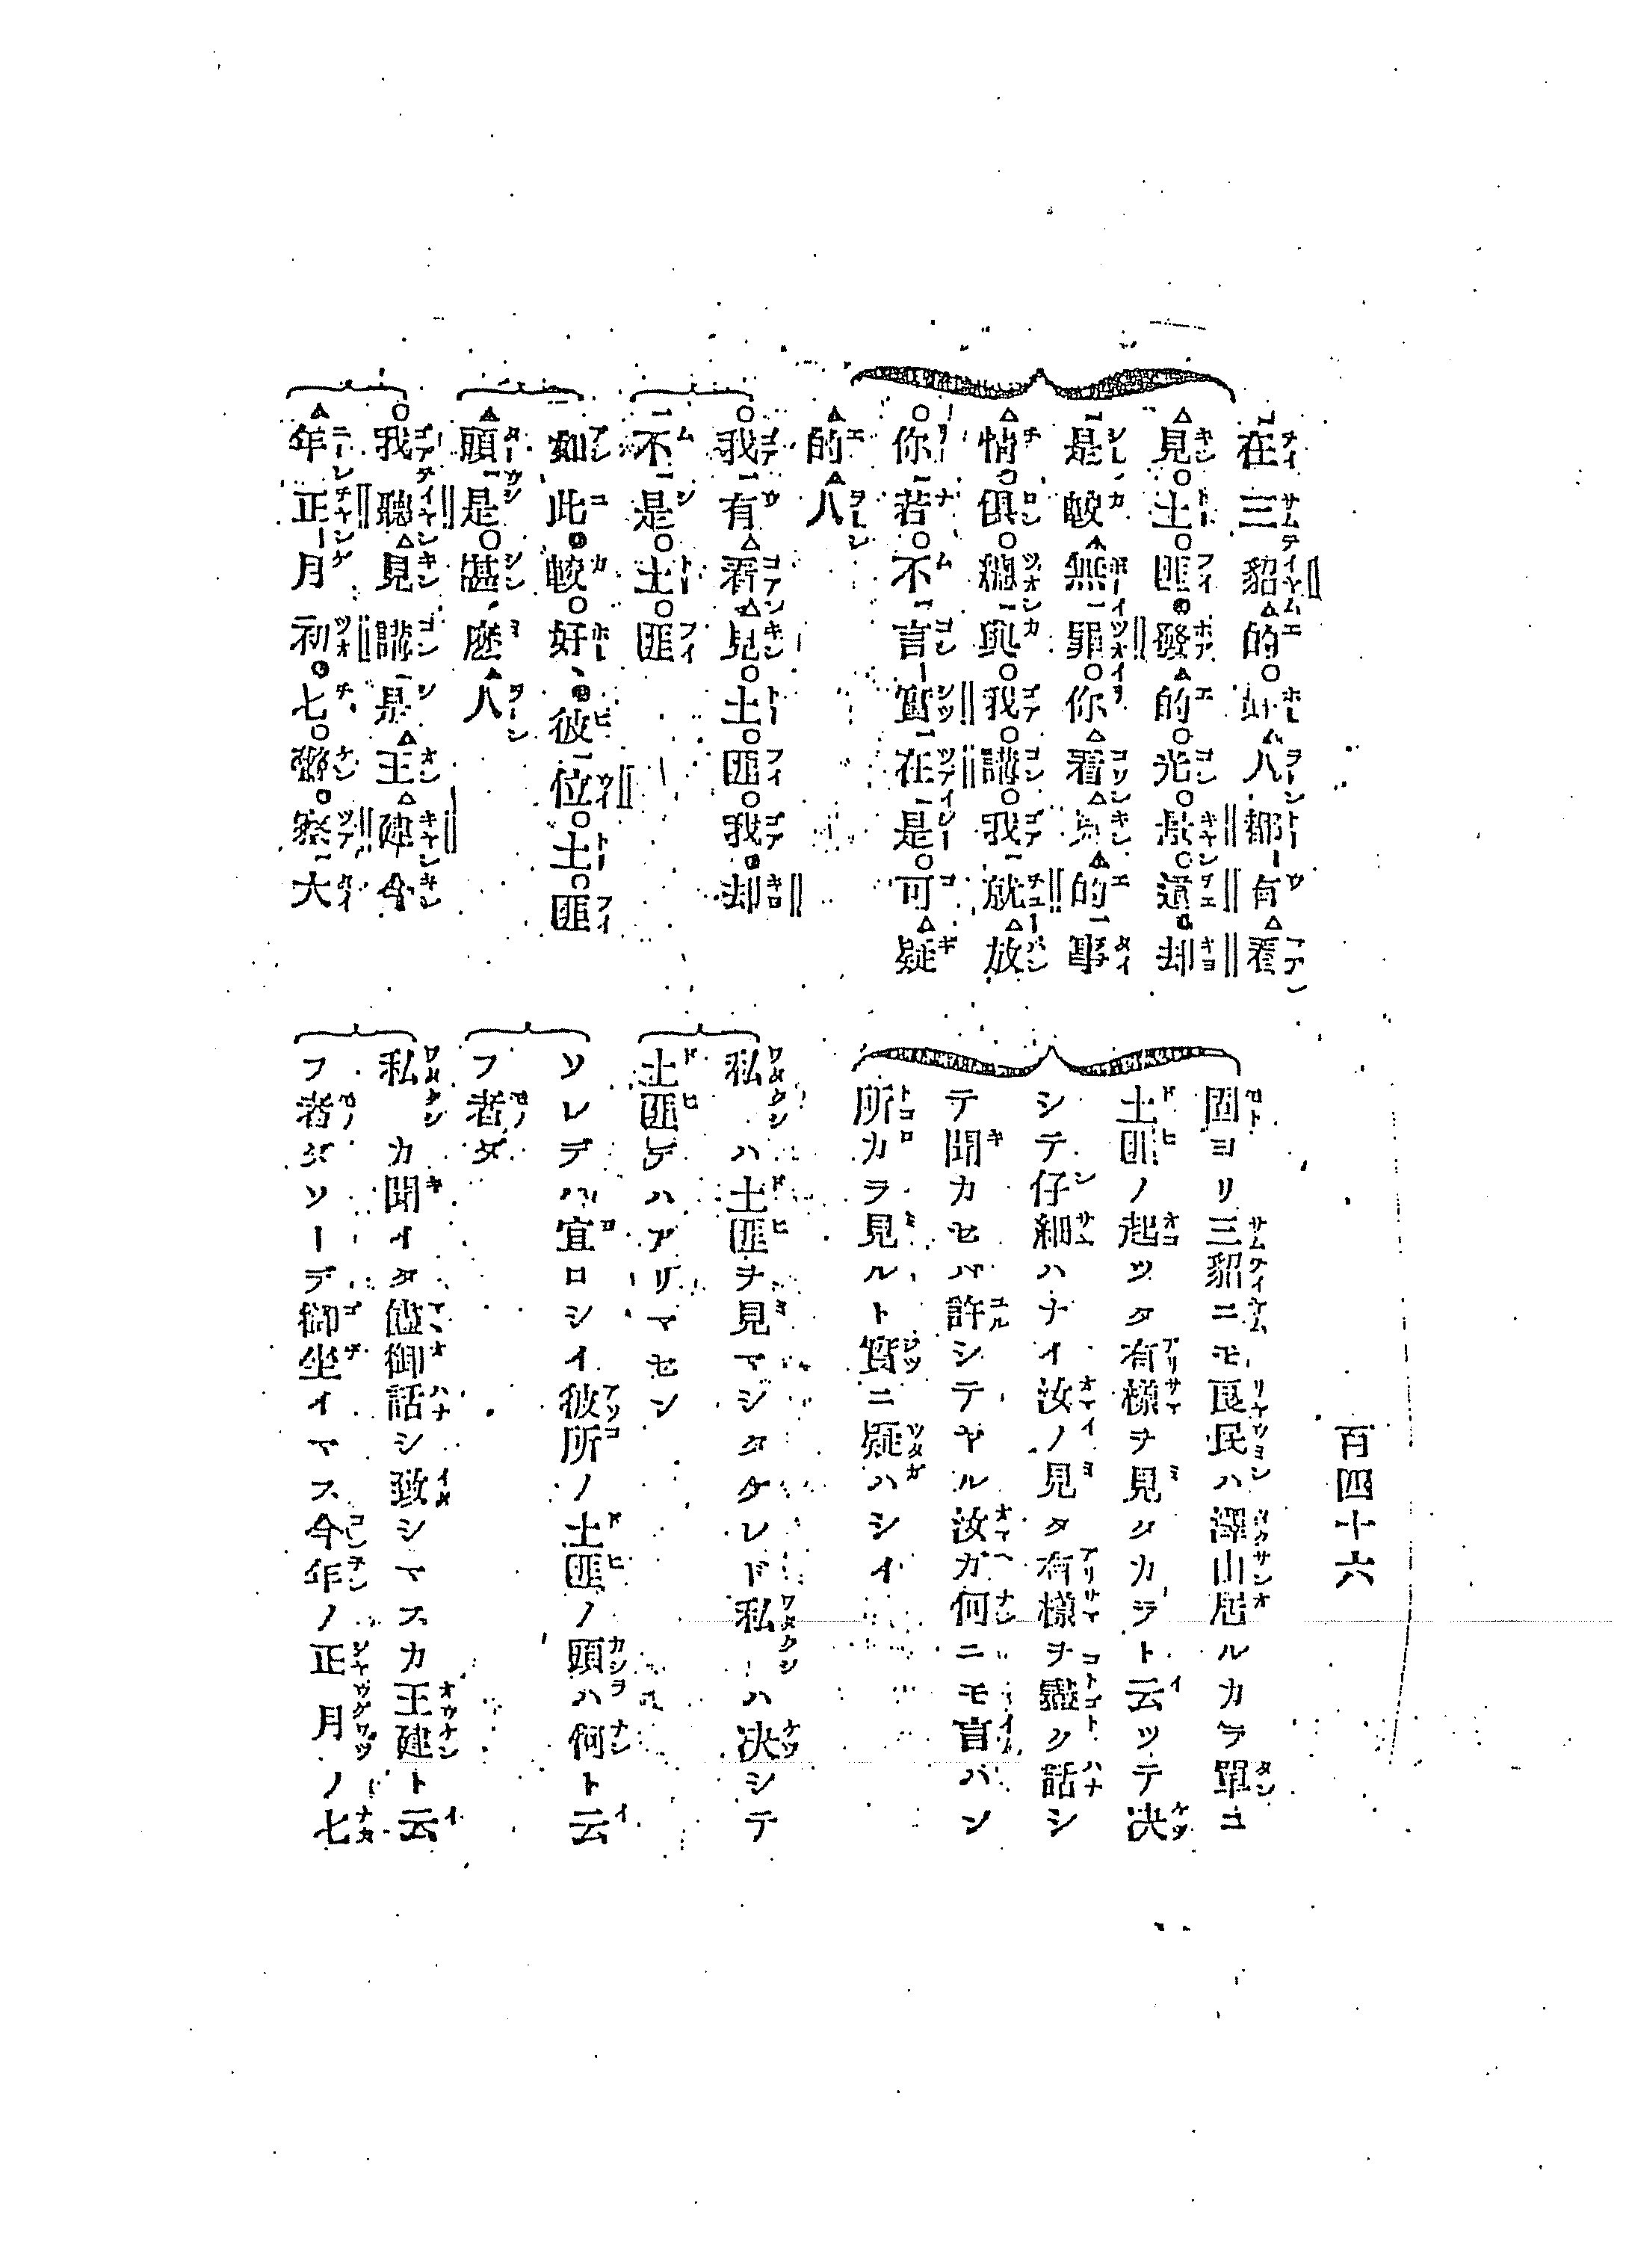 百四十六
在三貂的好人都有看
見土匪發的光景這却
是較無罪你看見的事
情俱總與我講我就放
你若不言實在是可疑
的人
我有看見土匪我却
不是土匪
如此較好彼位土匪
頭是甚麼人
我聽見講是王建今
年正月初七彼察大
固ヨリ三貂ニモ良民ハ澤山居ルカラ單ニ
土匪ノ起ツタ有樣ヲ見タカラト云ツテ决
シテ仔細ハナイ汝ノ見タ有樣ヲ盡ク話シ
テ聞カセバ許シテヤル汝ガ何ニモ言バン
所カラ見ルト實ニ疑ハシイ
私ハ土匪ヲ見マシタケレド私ハ决シテ
土匪デハアリマセン
ソレデハ宜ロシイ彼所ノ土匪ノ頭ハ何ト云
フ者ダ
私カ聞イタ儘御話シ致シマスカ王建ト云
フ者ダソーデ御坐イマス今年ノ正月ノ七